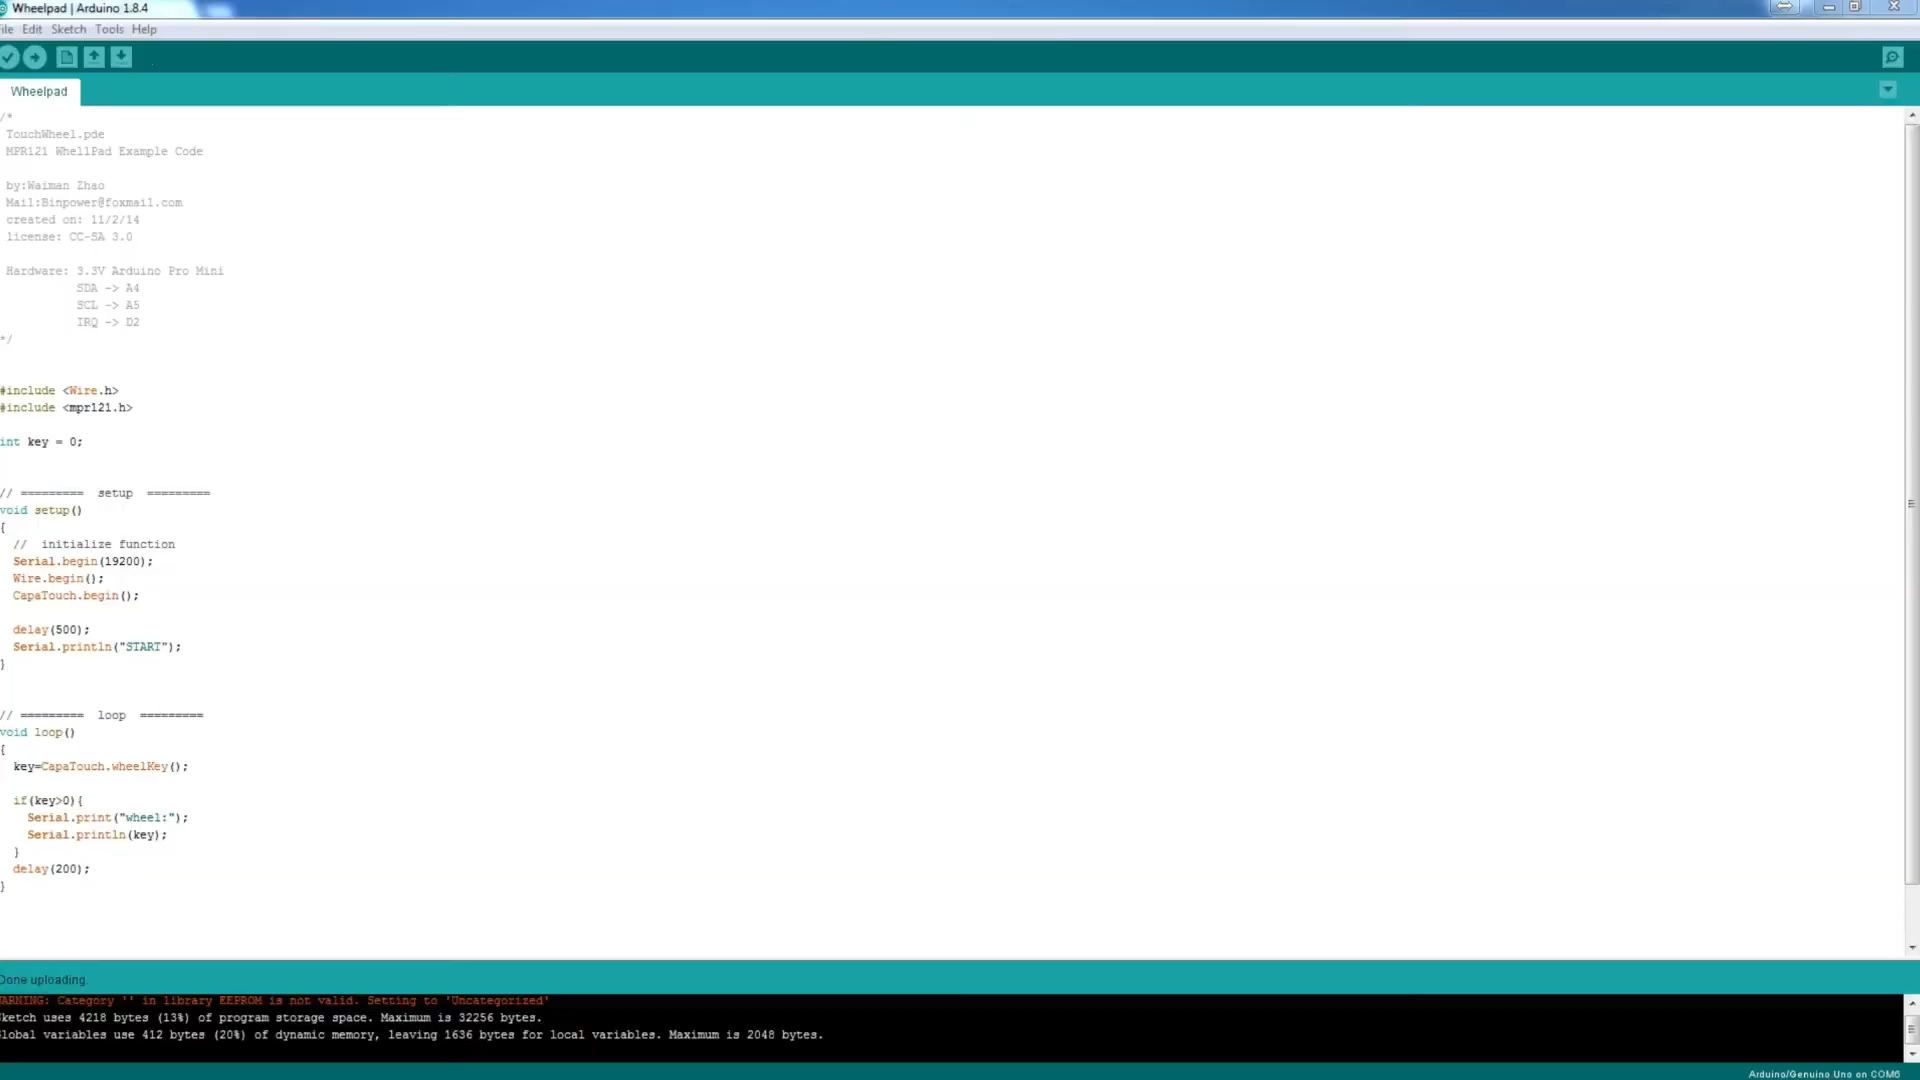 Wheelpad | Arduino 1.8.4
ile Edit Sketch Tools Help
Wheelpad
/*
TouchWheel.pde
MPR121 WhellPad Example Code
by:Waiman Zhao
Mail:Binpower@foxmail.com
created on: 11/2/14
license: CC-SA 3.0
Hardware: 3.3V Arduino Pro Mini
SDA -> A4
SCL -> A5
IRQ -> D2
*/
#include <Wire.h>
#include <mpr121.h>
int key = 0;
// ========= setup =========
void setup()
{
// initialize function
Serial.begin(19200);
Wire.begin();
CapaTouch.begin();
delay(500);
Serial.println("START");
}
// ========= loop =========
void loop()
{
key=CapaTouch.wheelKey();
if(key>0){
Serial.print("wheel:");
Serial.println(key);
}
delay(200);
}
Done uploading.
ARNING: Category '' in library EEPROM is not valid. Setting to 'Uncategorized'
ketch uses 4218 bytes (13%) of program storage space. Maximum is 32256 bytes.
lobal variables use 412 bytes (20%) of dynamic memory, leaving 1636 bytes for local variables. Maximum is 2048 bytes.
Arduino/Genuino Uno on COM6